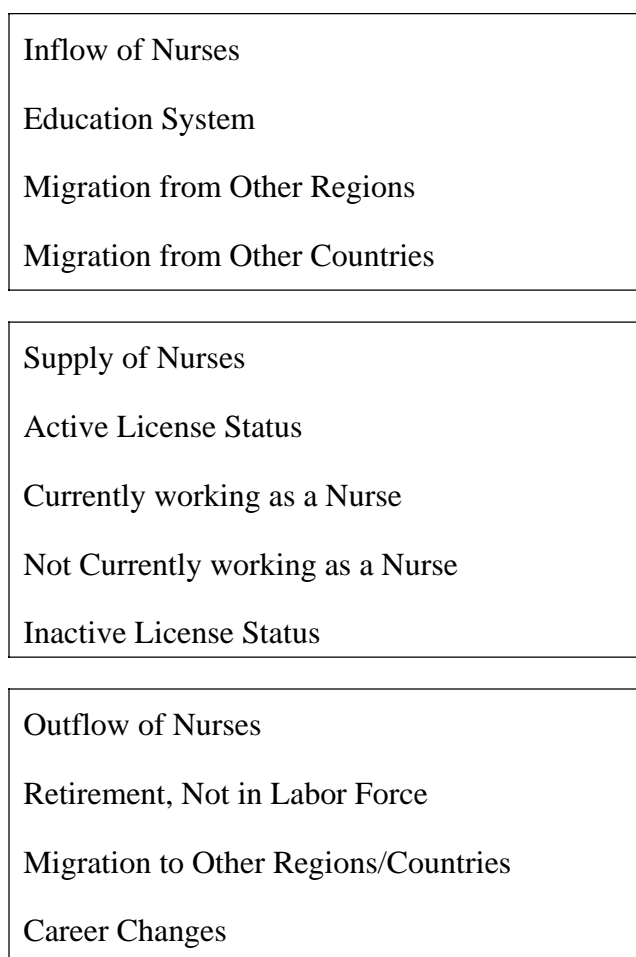 Inflow of Nurses
Education System
Migration from Other Regions
Migration from Other Countries
Supply of Nurses
Active License Status
Currently working as a Nurse
Not Currently working as a Nurse
Inactive License Status
Outflow of Nurses
Retirement, Not in Labor Force
Migration to Other Regions/Countries
Career Changes